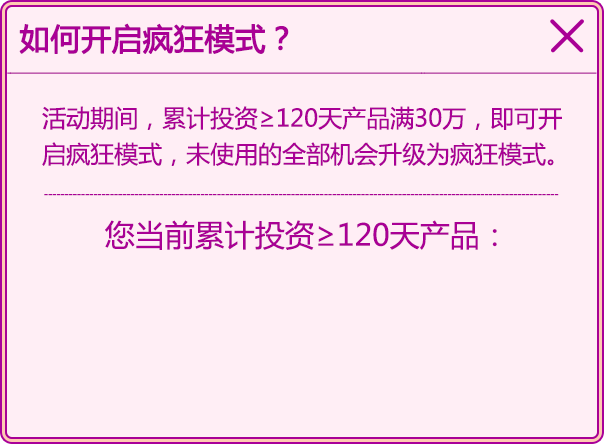 如何开启疯狂模式？
活动期间，累计投资≥120天产品满30万，即可开
启疯狂模式，未使用的全部机会升级为疯狂模式。
您当前累计投资≥120天产品：